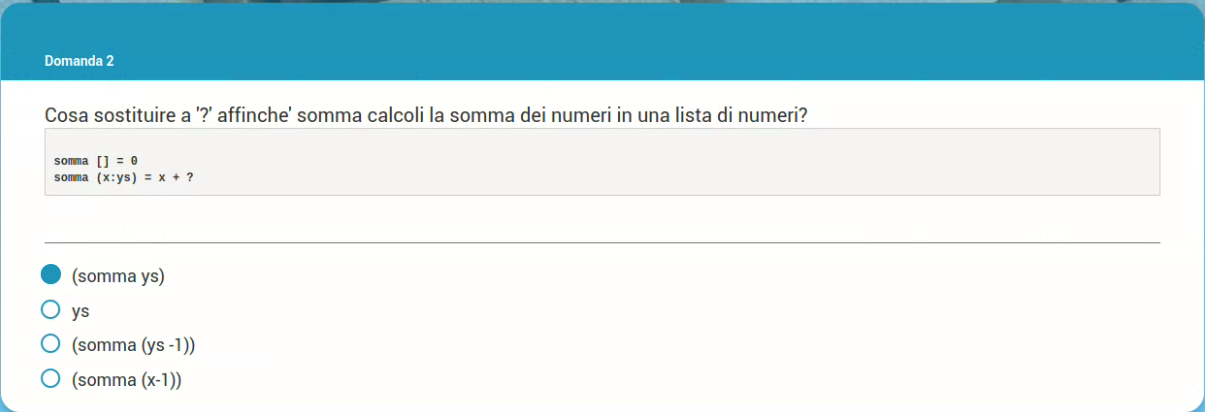 Domanda 2
Cosa sostituire a '?' affinche' somma calcoli la somma dei numeri in una lista di numeri?
somma [] = 0
somma (x:ys) = x + ?
(somma ys)
ys
(somma (ys -1))
(somma (x-1))